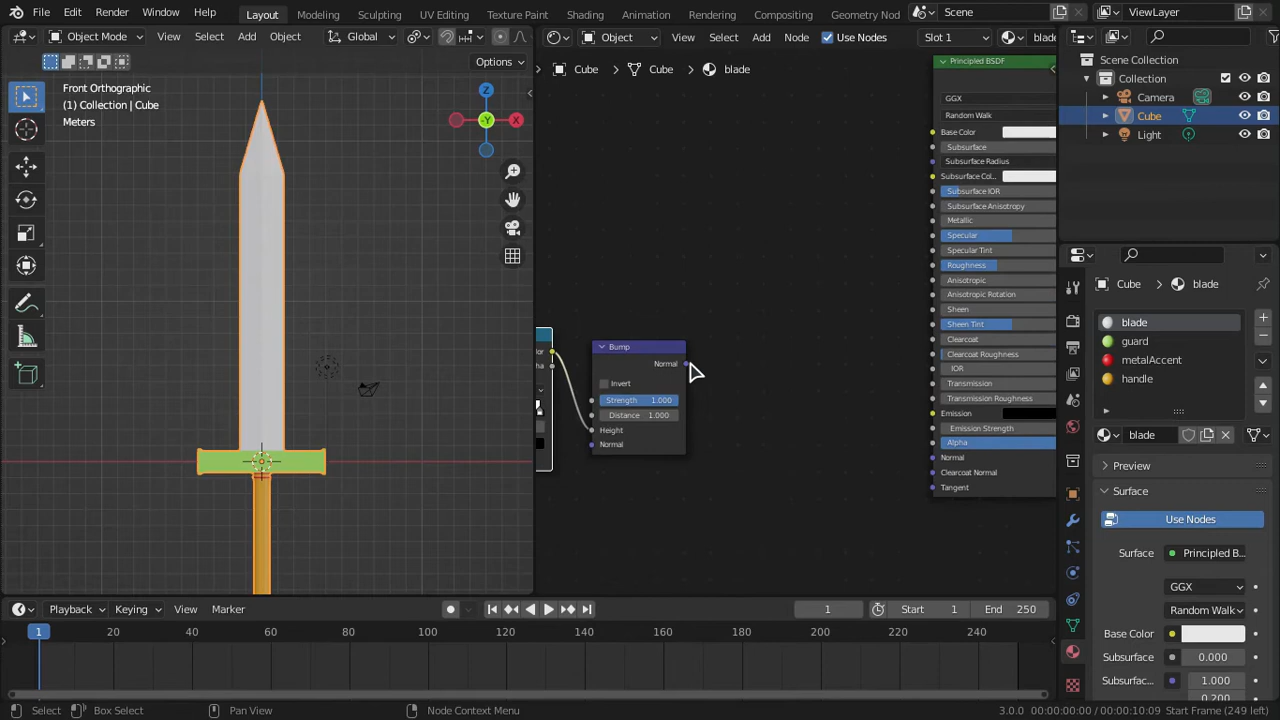 File Edit Render Window Help Layout Modeling Sculpting UV Editing Texture Paint Shading Animation Rendering Compositing Geometry Nod Scene ViewLayer
Object Mode View Select Add Object Global Object View Select Add Node Use Nodes Slot 1 blade
Options
Front Orthographic
(1) Collection | Cube
Meters
Z
Y
X
Cube Cube blade
Principled BSDF
GGX
Random Walk
Base Color
Subsurface
Subsurface Radius
Subsurface Col..
Subsurface IOR
Subsurface Anisotropy
Metallic
Specular
Specular Tint
Roughness
Anisotropic
Anisotropic Rotation
Sheen
Sheen Tint
Clearcoat
Clearcoat Roughness
IOR
Transmission
Transmission Roughness
Emission
Emission Strength
Alpha
Normal
Clearcoat Normal
Tangent
Bump
Normal
Invert
Strength 1.000
Distance 1.000
Height
Normal
Scene Collection
Collection
Camera
Cube
Light
Cube blade
blade
guard
metalAccent
handle
blade
Preview
Surface
Use Nodes
Surface Principled B...
GGX
Random Walk
Base Color
Subsurface 0.000
Subsurfac.. 1.000
0.200
Playback Keying View Marker 1 Start 1 End 250
1 20 40 60 80 100 120 140 160 180 200 220 240
Select Box Select Pan View Node Context Menu 3.0.0 00:00:00:00 / 00:00:10:09 Start Frame (249 left)